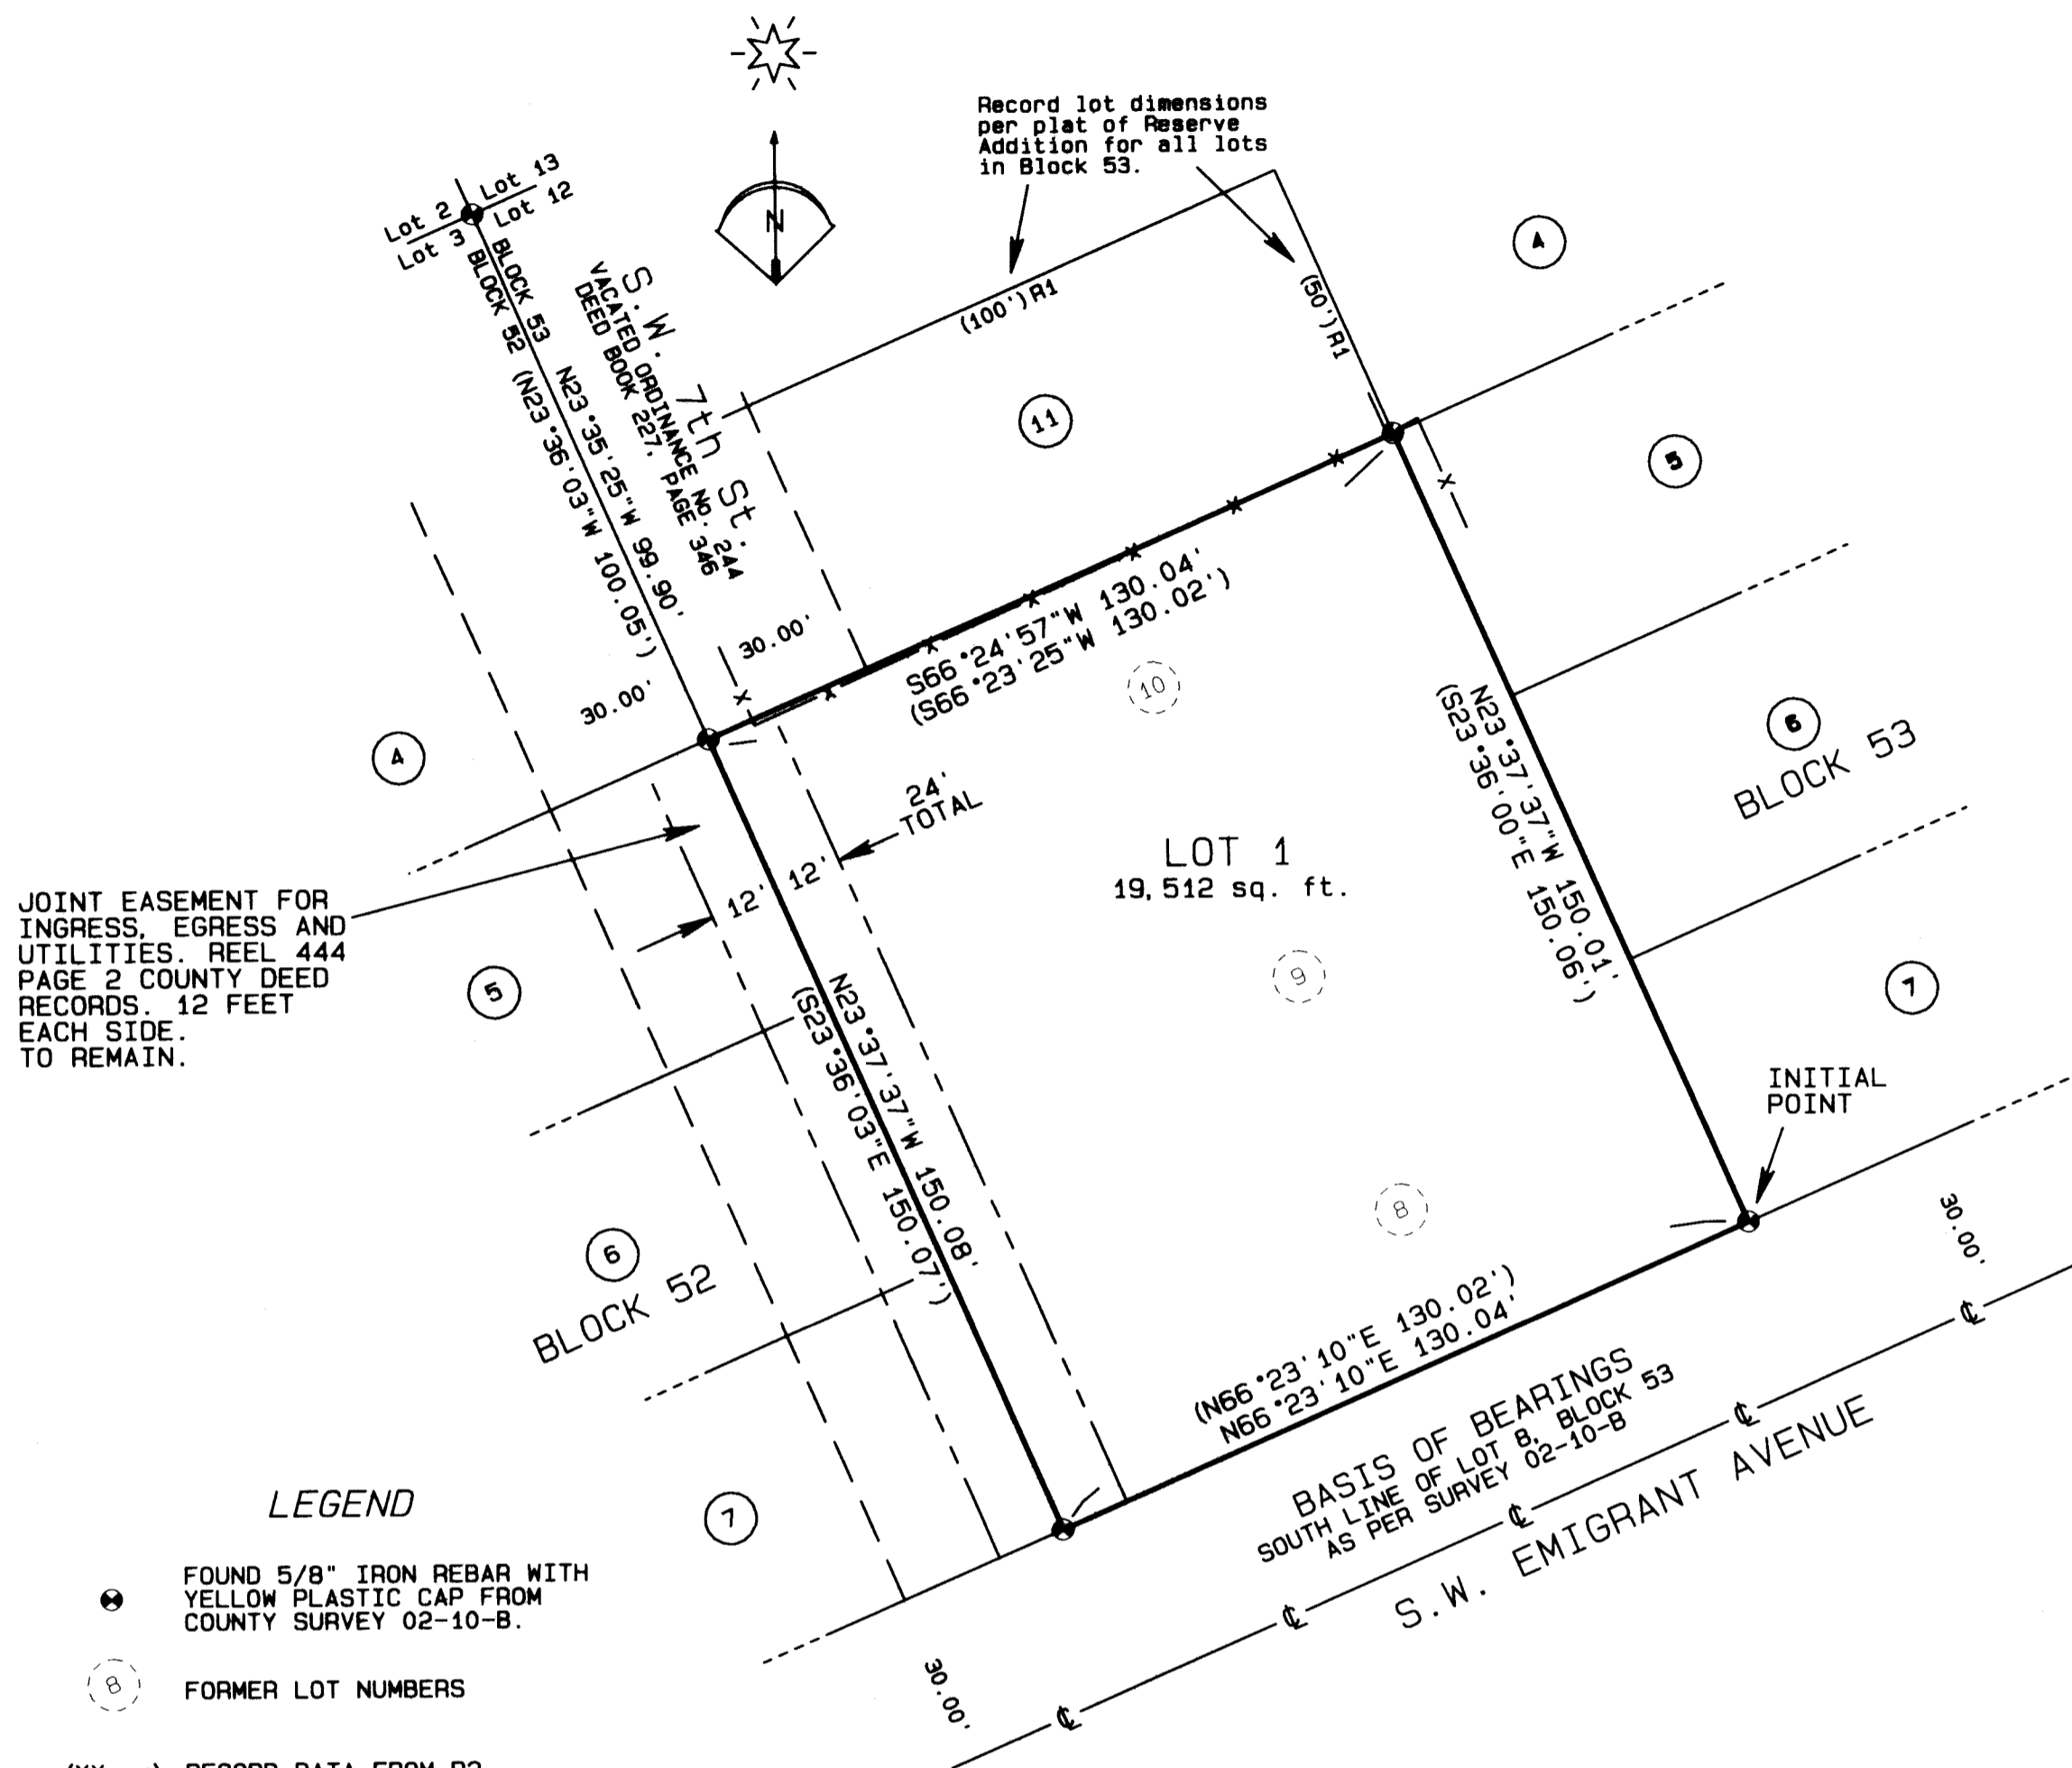 Record lot dimensions
per plat of Reserve
Addition for all lots
in Block 53.
N
Lot 2
Lot 13
Lot 3
Lot 12
BLOCK 53
BLOCK 52
N23°35'25"W 99.90'
(N23°36'03"W 100.05')
S.W. 7th St.
VACATED ORDINANCE NO. 244
DEED BOOK 227, PAGE 346
(100')R1
(50')R1
4
11
5
30.00'
30.00'
S66°24'57"W 130.04'
(S66°23'25"W 130.02')
10
4
6
BLOCK 53
N23°37'37"W 150.01'
(S23°36'00"E 150.06')
24'
TOTAL
12'
12'
LOT 1
19,512 sq. ft.
JOINT EASEMENT FOR
INGRESS, EGRESS AND
UTILITIES. REEL 444
PAGE 2 COUNTY DEED
RECORDS. 12 FEET
EACH SIDE.
TO REMAIN.
5
9
7
N23°37'37"W 150.08'
(S23°36'03"E 150.07')
INITIAL
POINT
8
6
BLOCK 52
30.00'
(N66°23'10"E 130.02')
N66°23'10"E 130.04'
BASIS OF BEARINGS
SOUTH LINE OF LOT 8, BLOCK 53
AS PER SURVEY 02-10-B
S.W. EMIGRANT AVENUE
7
30.00'
LEGEND
FOUND 5/8" IRON REBAR WITH
YELLOW PLASTIC CAP FROM
COUNTY SURVEY 02-10-B.
8
FORMER LOT NUMBERS
RECORD DATA FROM